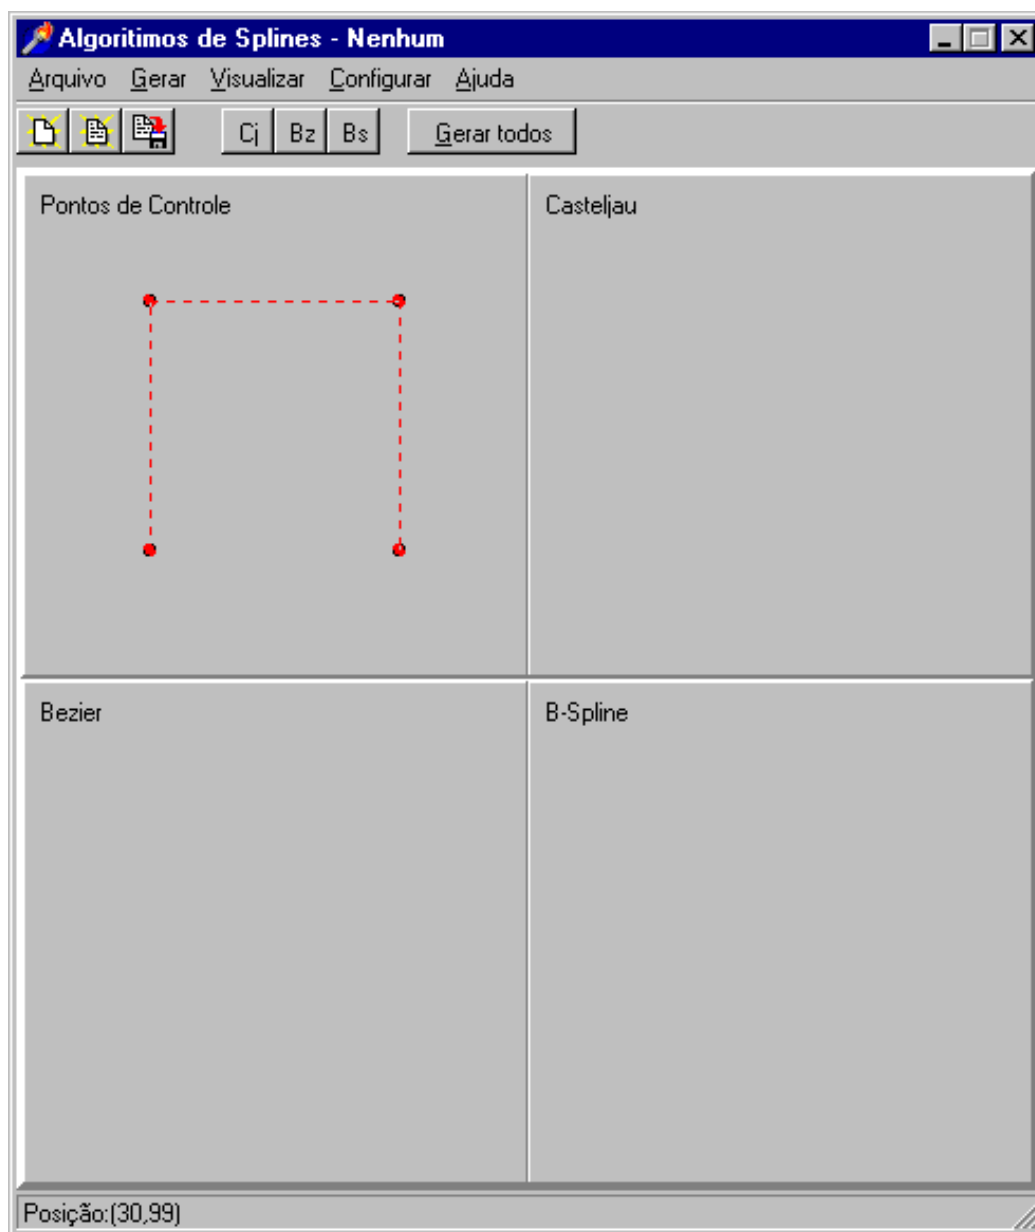 Algoritimos de Splines - Nenhum
Arquivo Gerar Visualizar Configurar Ajuda
Cj Bz Bs Gerar todos
Pontos de Controle
Casteljau
Bezier
B-Spline
Posição:(30,99)